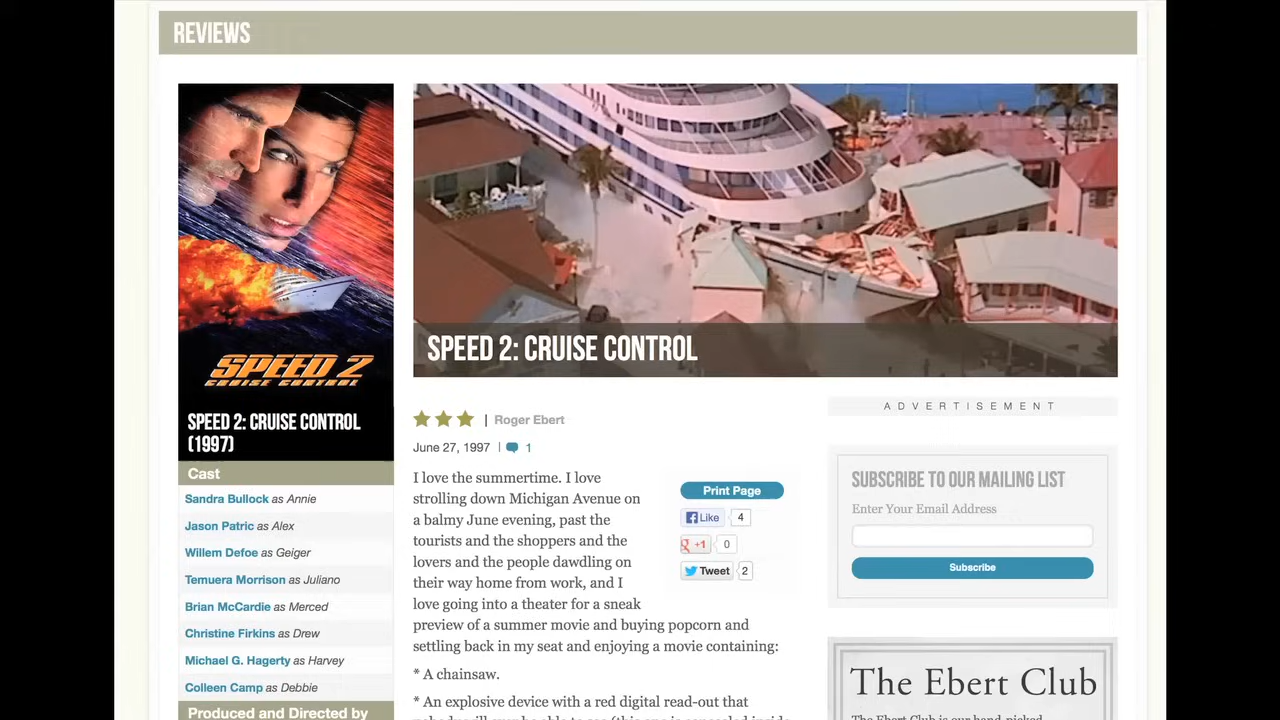 REVIEWS
SPEED 2
CRUISE CONTROL
SPEED 2: CRUISE CONTROL
(1997)
Cast
Sandra Bullock as Annie
Jason Patric as Alex
Willem Defoe as Geiger
Temuera Morrison as Juliano
Brian McCardie as Merced
Christine Firkins as Drew
Michael G. Hagerty as Harvey
Colleen Camp as Debbie
Produced and Directed by
SPEED 2: CRUISE CONTROL
| Roger Ebert
June 27, 1997 | 1
I love the summertime. I love
strolling down Michigan Avenue on
a balmy June evening, past the
tourists and the shoppers and the
lovers and the people dawdling on
their way home from work, and I
love going into a theater for a sneak
preview of a summer movie and buying popcorn and
settling back in my seat and enjoying a movie containing:
* A chainsaw.
* An explosive device with a red digital read-out that
Print Page
Like 4
+1 0
Tweet 2
ADVERTISEMENT
SUBSCRIBE TO OUR MAILING LIST
Enter Your Email Address
Subscribe
The Ebert Club
The Ebert Club is our hand-picked